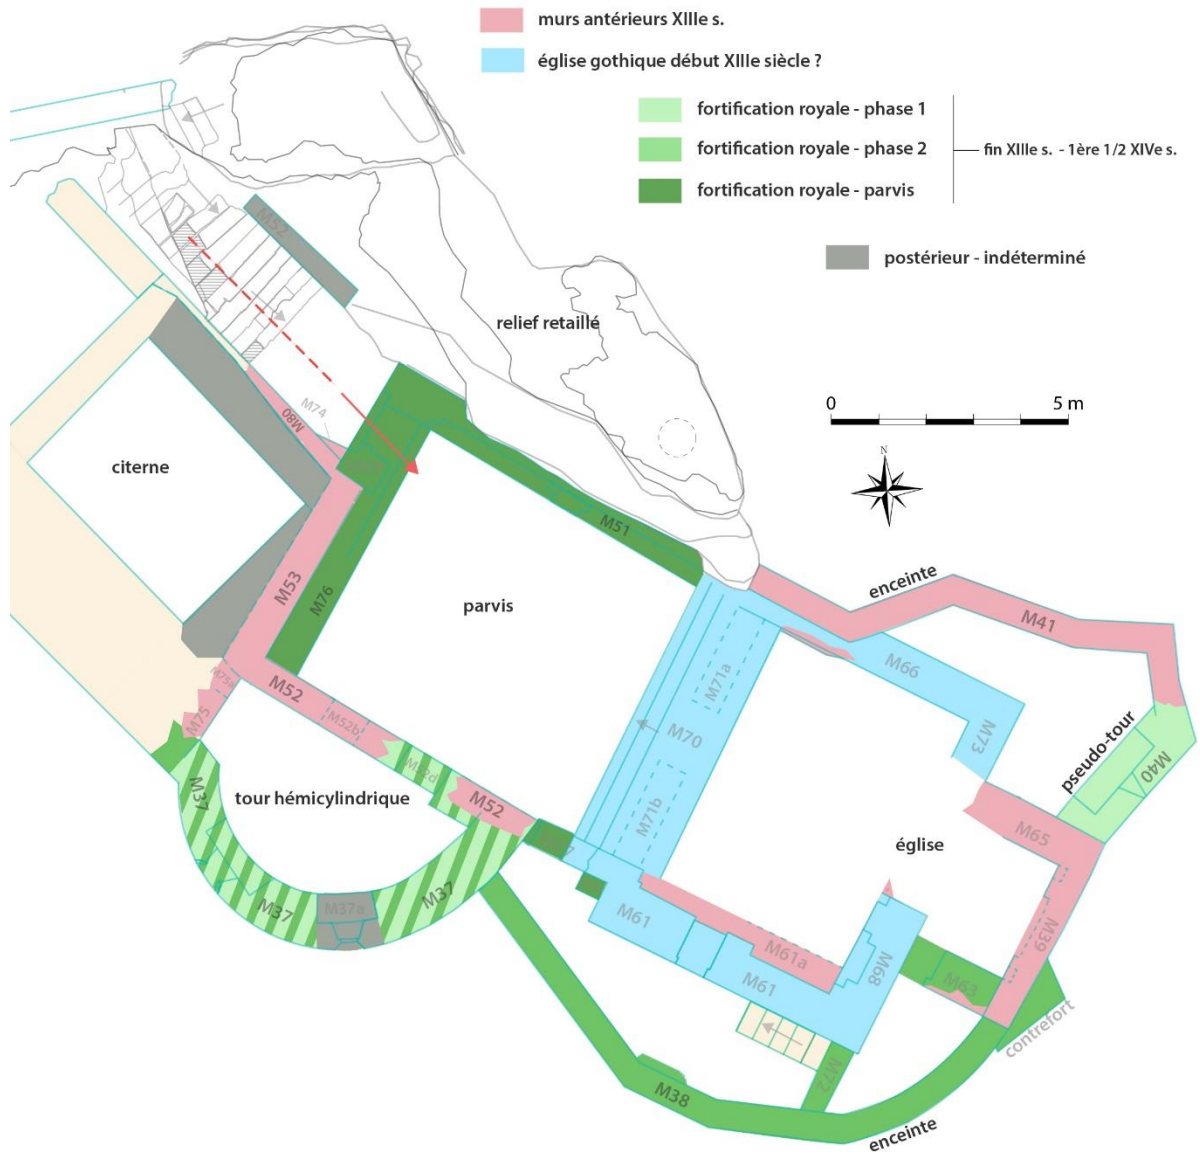 murs antérieurs XIIIe s.
église gothique début XIIIe siècle ?
fortification royale - phase 1
fortification royale - phase 2
fin XIIIe s. - 1ère 1/2 XIVe s.
fortification royale - parvis
postérieur - indéterminé
M52
relief retaillé
M74
M80
0 5 m
N
citerne
M51
M53
M76
parvis
enceinte
M41
M66
M71a
M70
M73
M75a
M75
M52
M52b
M52d
M52
pseudo-tour
M40
tour hémicylindrique
M37
M71b
M65
église
M37
M37a
M37
M61
M61a
M61
M68
M63
M39
contrefort
M72
M38
enceinte